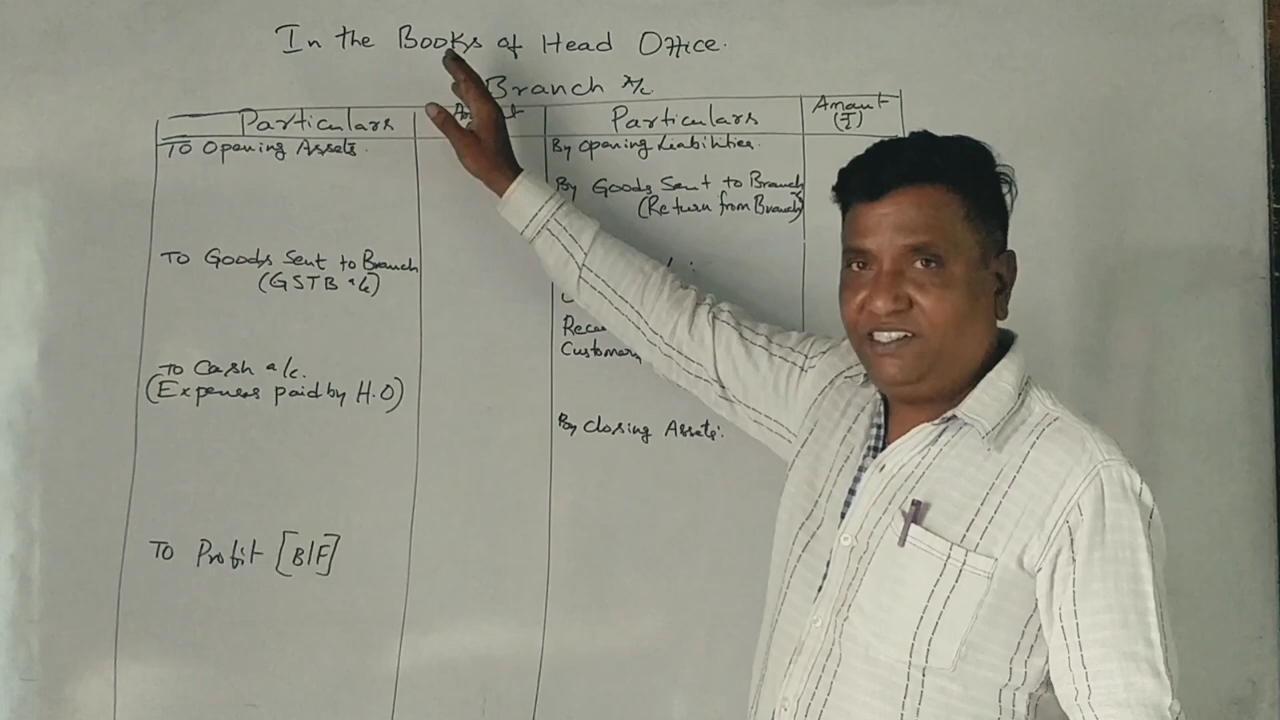 In the Books of Head Office.
Branch A/c.
Particulars
Particulars
Amount
(₹)
To Opening Assets.
By Opening Liabilities.
By Goods Sent to Branch
(Return from Branch)
To Goods Sent to Branch
(GSTB a/c)
Customers
To Cash a/c.
(Expenses paid by H.O)
By Closing Assets.
To Profit [B/F]